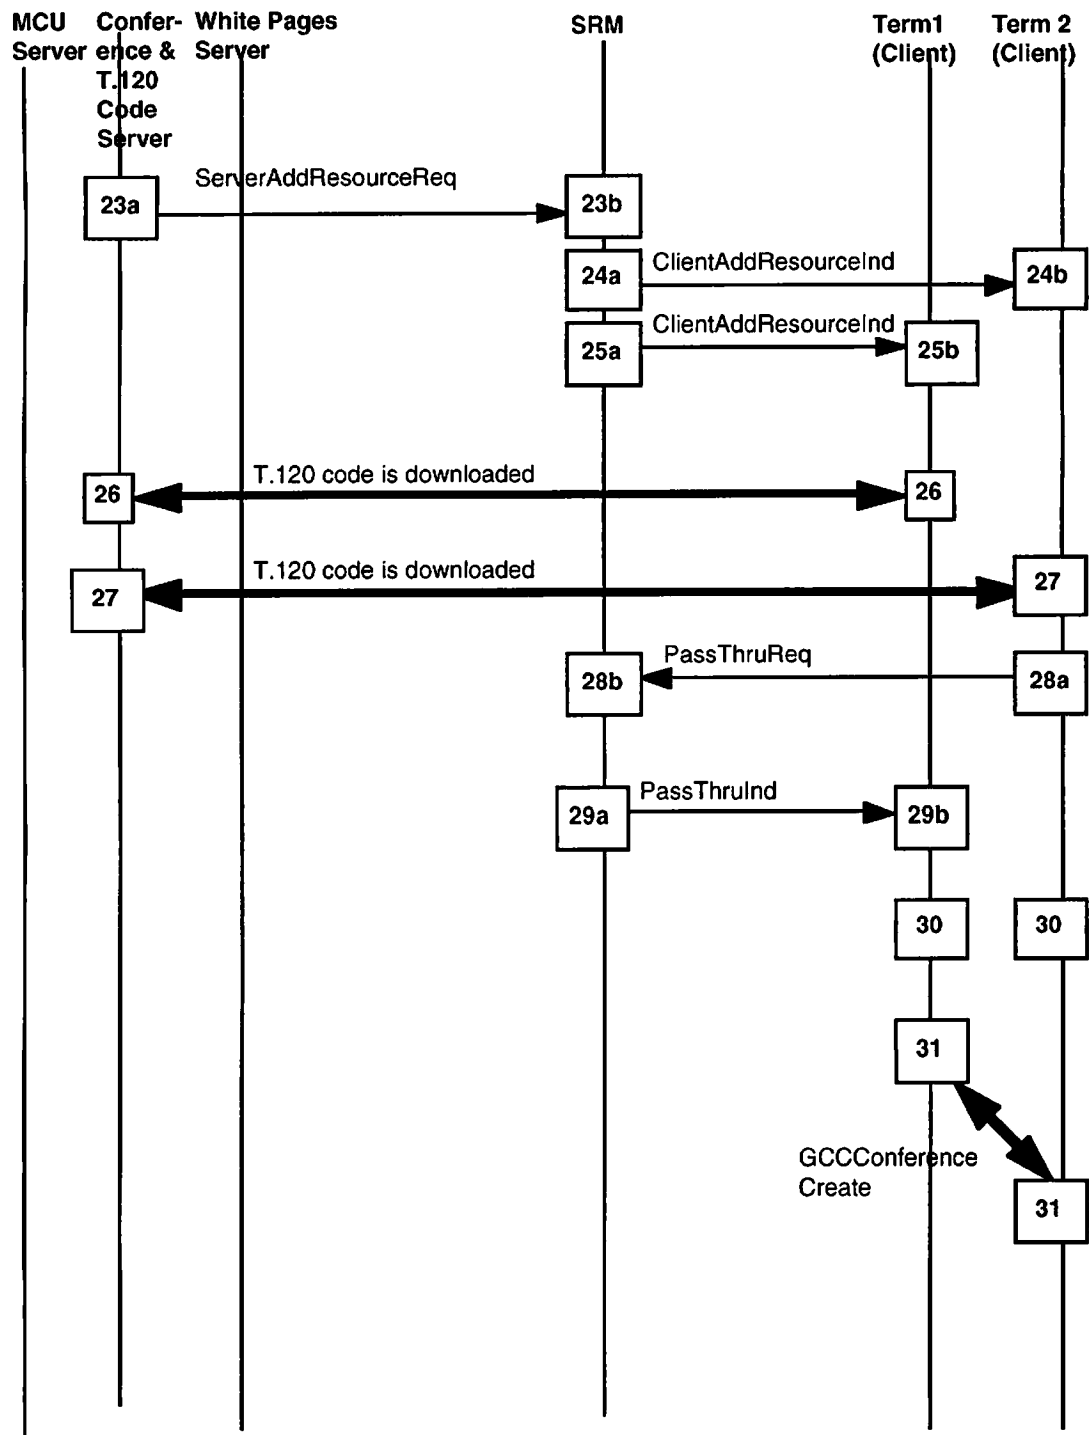 MCU
Server
Confer-
ence &
T.120
Code
Server
White Pages
Server
SRM
Term1
(Client)
Term 2
(Client)
ServerAddResourceReq
23a
23b
ClientAddResourceInd
24a
24b
ClientAddResourceInd
25a
25b
T.120 code is downloaded
26
26
T.120 code is downloaded
27
27
PassThruReq
28b
28a
PassThruInd
29a
29b
30
30
31
GCCConference
Create
31